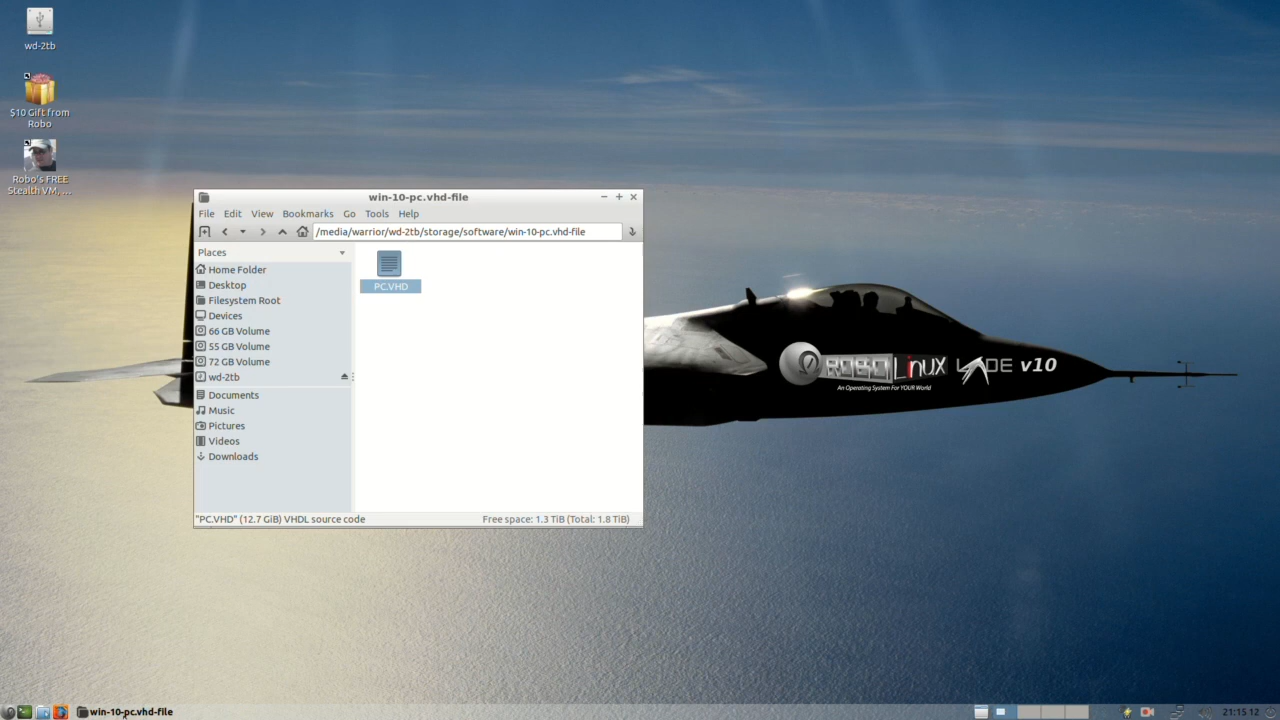 wd-2tb
$10 Gift from
Robo
Robo's FREE
Stealth VM, ...
win-10-pc.vhd-file
File Edit View Bookmarks Go Tools Help
/media/warrior/wd-2tb/storage/software/win-10-pc.vhd-file
Places
Home Folder
Desktop
Filesystem Root
Devices
66 GB Volume
55 GB Volume
72 GB Volume
wd-2tb
Documents
Music
Pictures
Videos
Downloads
PC.VHD
"PC.VHD" (12.7 GiB) VHDL source code
Free space: 1.3 TiB (Total: 1.8 TiB)
ROBOLinux v10
An Operating System For YOUR World
win-10-pc.vhd-file
21:15 12